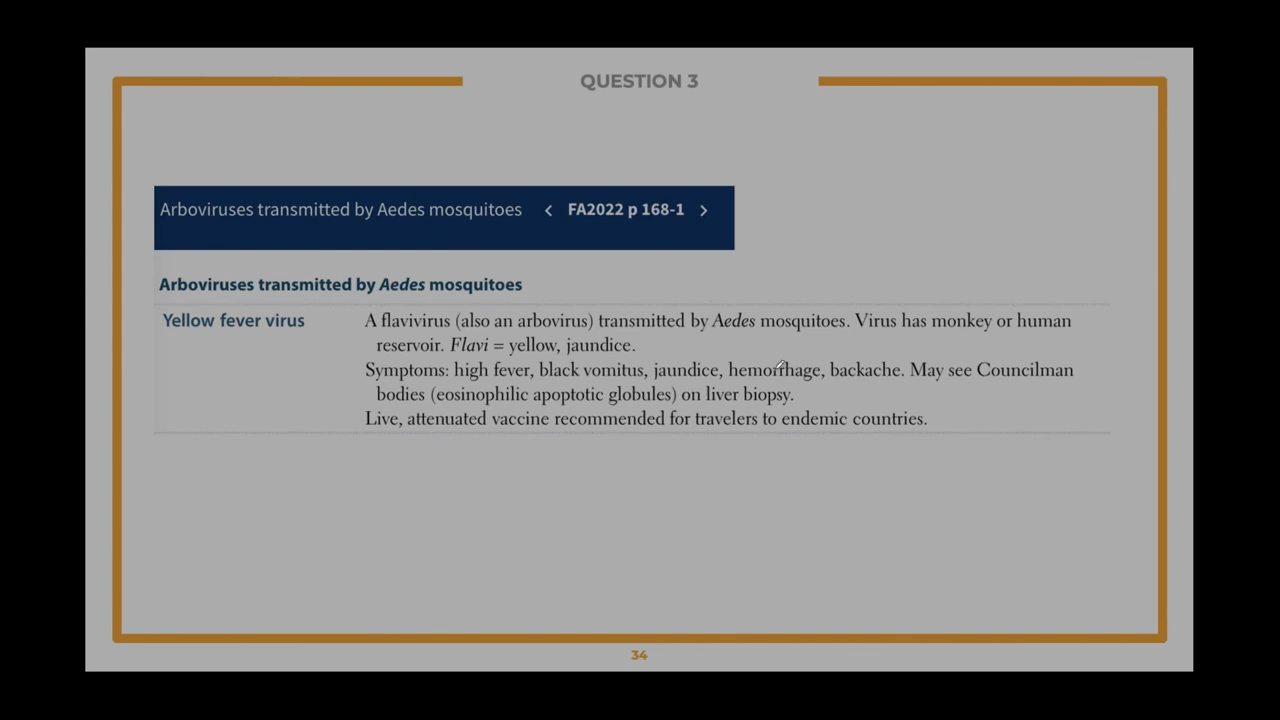 QUESTION 3
Arboviruses transmitted by Aedes mosquitoes < FA2022 p 168-1 >
Arboviruses transmitted by Aedes mosquitoes
Yellow fever virus A flavivirus (also an arbovirus) transmitted by Aedes mosquitoes. Virus has monkey or human
reservoir. Flavi = yellow, jaundice.
Symptoms: high fever, black vomitus, jaundice, hemorrhage, backache. May see Councilman
bodies (eosinophilic apoptotic globules) on liver biopsy.
Live, attenuated vaccine recommended for travelers to endemic countries.
34